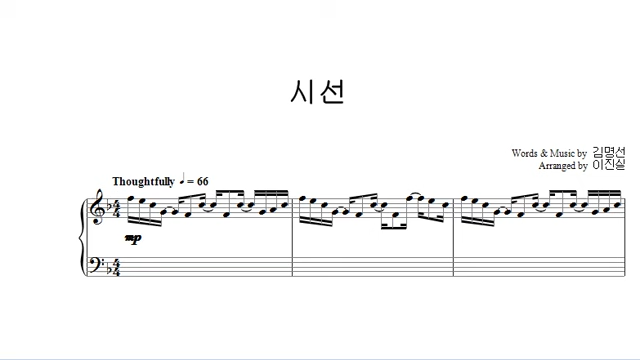 시선
Words & Music by 김명선
Arranged by 이진실
Thoughtfully ♩= 66
mp